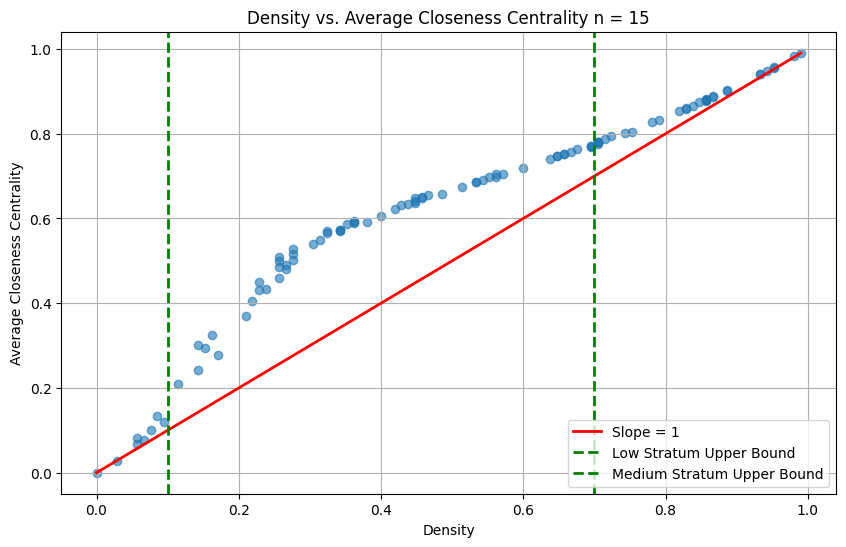 Density vs. Average Closeness Centrality n = 15
Average Closeness Centrality
1.0
0.8
0.6
0.4
0.2
0.0
0.0 0.2 0.4 0.6 0.8 1.0
Density
Slope = 1
Low Stratum Upper Bound
Medium Stratum Upper Bound